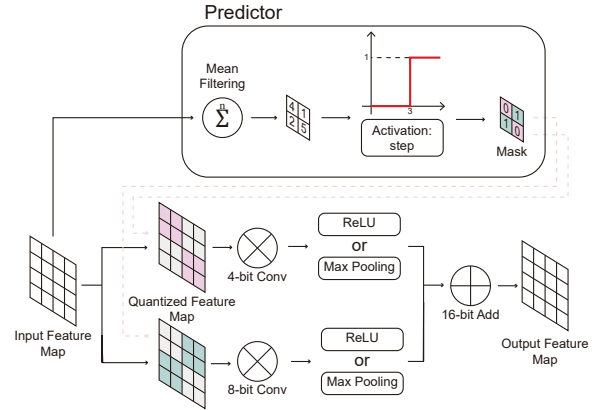 Predictor
Mean
Filtering
n
Σ
4 1
2 5
1
3
Activation:
step
0 1
1 0
Mask
Input Feature
Map
Quantized Feature
Map
4-bit Conv
ReLU
or
Max Pooling
8-bit Conv
ReLU
or
Max Pooling
16-bit Add
Output Feature
Map